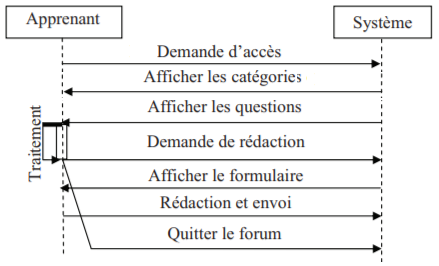 Apprenant
Système
Demande d'accès
Afficher les catégories
Afficher les questions
Traitement
Demande de rédaction
Afficher le formulaire
Rédaction et envoi
Quitter le forum